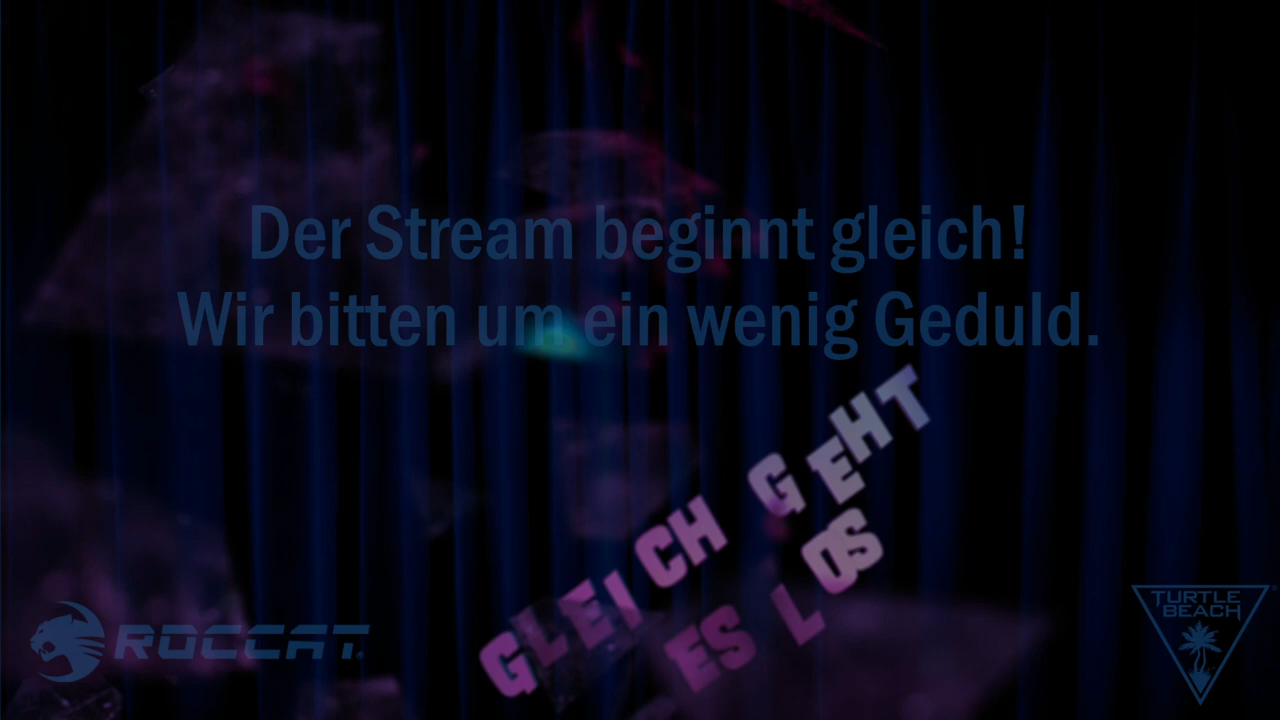 Der Stream beginnt gleich!
Wir bitten um ein wenig Geduld.
GLEICH GEHT
ES LOS
ROCCAT
TURTLE
BEACH